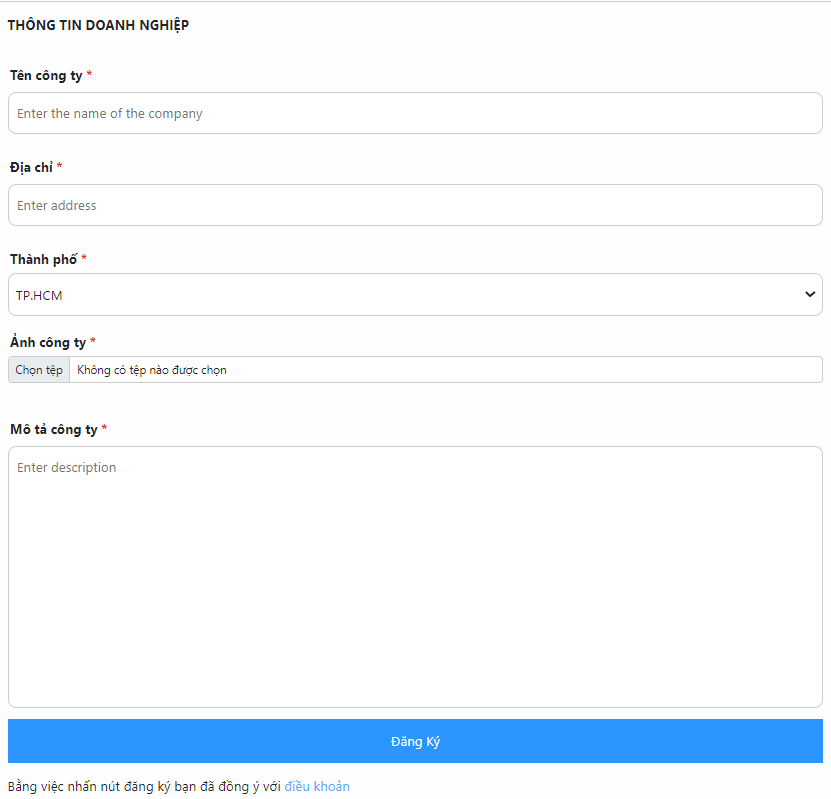 THÔNG TIN DOANH NGHIỆP
Tên công ty *
Enter the name of the company
Địa chỉ *
Enter address
Thành phố *
TP.HCM
Ảnh công ty *
Chọn tệp Không có tệp nào được chọn
Mô tả công ty *
Enter description
Đăng Ký
Bằng việc nhấn nút đăng ký bạn đã đồng ý với điều khoản